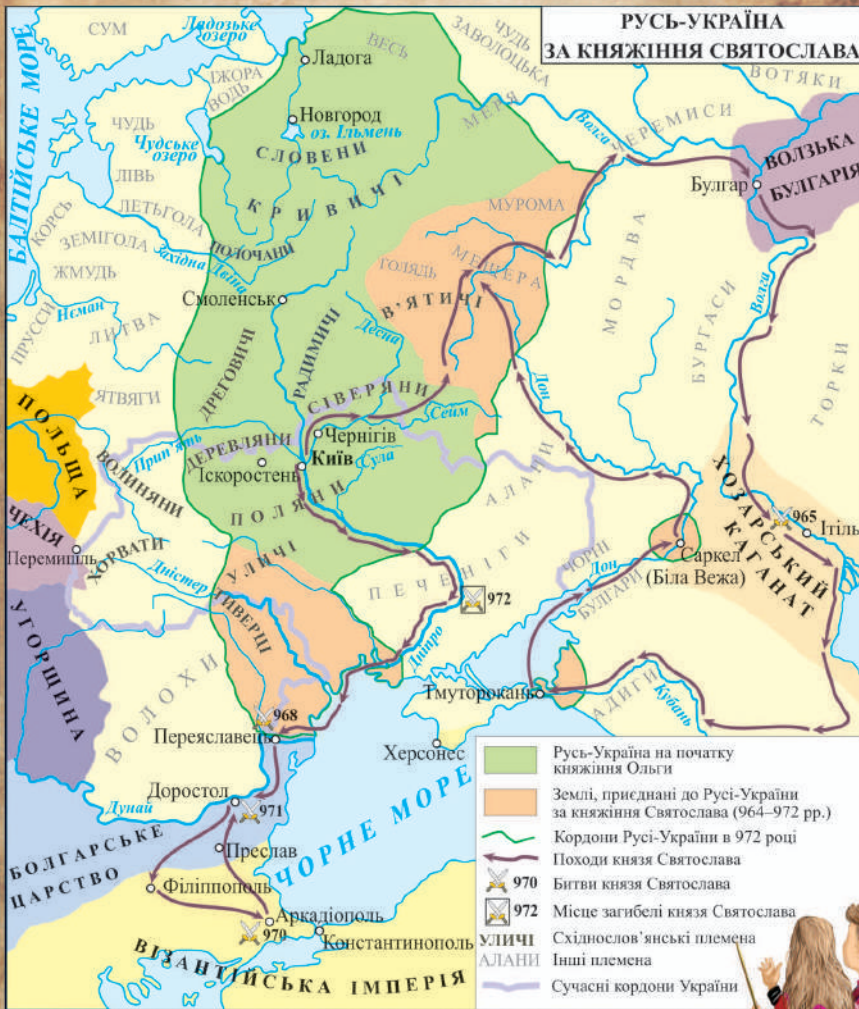 РУСЬ-УКРАЇНА
ЗА КНЯЖІННЯ СВЯТОСЛАВА
СУМ
Ладозьке
озеро
Ладога
ВЕСЬ
ЧУДЬ
ЗАВОЛОЦЬКА
ВОТЯКИ
ЇЖОРА
ВОДЬ
Новгород
оз. Ільмень
МЕРЯ
Волга
ЧЕРЕМИСИ
БАЛТІЙСЬКЕ МОРЕ
ЧУДЬ
Чудське
озеро
СЛОВЕНИ
ВОЛЗЬКА
БУЛГАРІЯ
Булгар
ЛІВЬ
КРИВИЧІ
КОРСЬ
ЛЕТЬГОЛА
МУРОМА
ЗЕМІГОЛА
ПОЛОЧАНИ
Західна Двіна
ГОЛЯДЬ
МЕЩЕРА
МОРДВА
ЖМУДЬ
Смоленськ
В'ЯТИЧІ
Волга
Нєман
ЛИТВА
Десна
БУРГАСИ
ПРУССИ
ДРЕГОВИЧІ
РАДИМИЧІ
ТОРКИ
ЯТВЯГИ
СІВЕРЯНИ
Сейм
Дон
ПОЛЬЩА
Прип'ять
ДЕРЕВЛЯНИ
Чернігів
Київ
Іскоростень
Сула
ВОЛИНЯНИ
АЛАНИ
ЧЕХІЯ
ПОЛЯНИ
ХОЗАРСЬКИЙ
КАГАНАТ
965
Ітіль
Перемишль
ХОРВАТИ
УЛИЧІ
Дністер
ПЕЧЕНІГИ
ЧОРНІ
БУЛГАРИ
Дон
Саркел
(Біла Вежа)
УГОРЩИНА
ТИВЕРЦІ
972
Дніпро
ВОЛОХИ
968
Переяславець
Тмуторокань
АДИГИ
Кубань
Херсонес
Доростол
Дунай
971
ЧОРНЕ МОРЕ
БОЛГАРСЬКЕ
ЦАРСТВО
Преслав
Філіппополь
Аркадіополь
970
Константинополь
ВІЗАНТІЙСЬКА ІМПЕРІЯ
Русь-Україна на початку
княжіння Ольги
Землі, приєднані до Русі-України
за княжіння Святослава (964–972 рр.)
Кордони Русі-України в 972 році
Походи князя Святослава
970 Битви князя Святослава
972 Місце загибелі князя Святослава
УЛИЧІ Східнослов'янські племена
АЛАНИ Інші племена
Сучасні кордони України